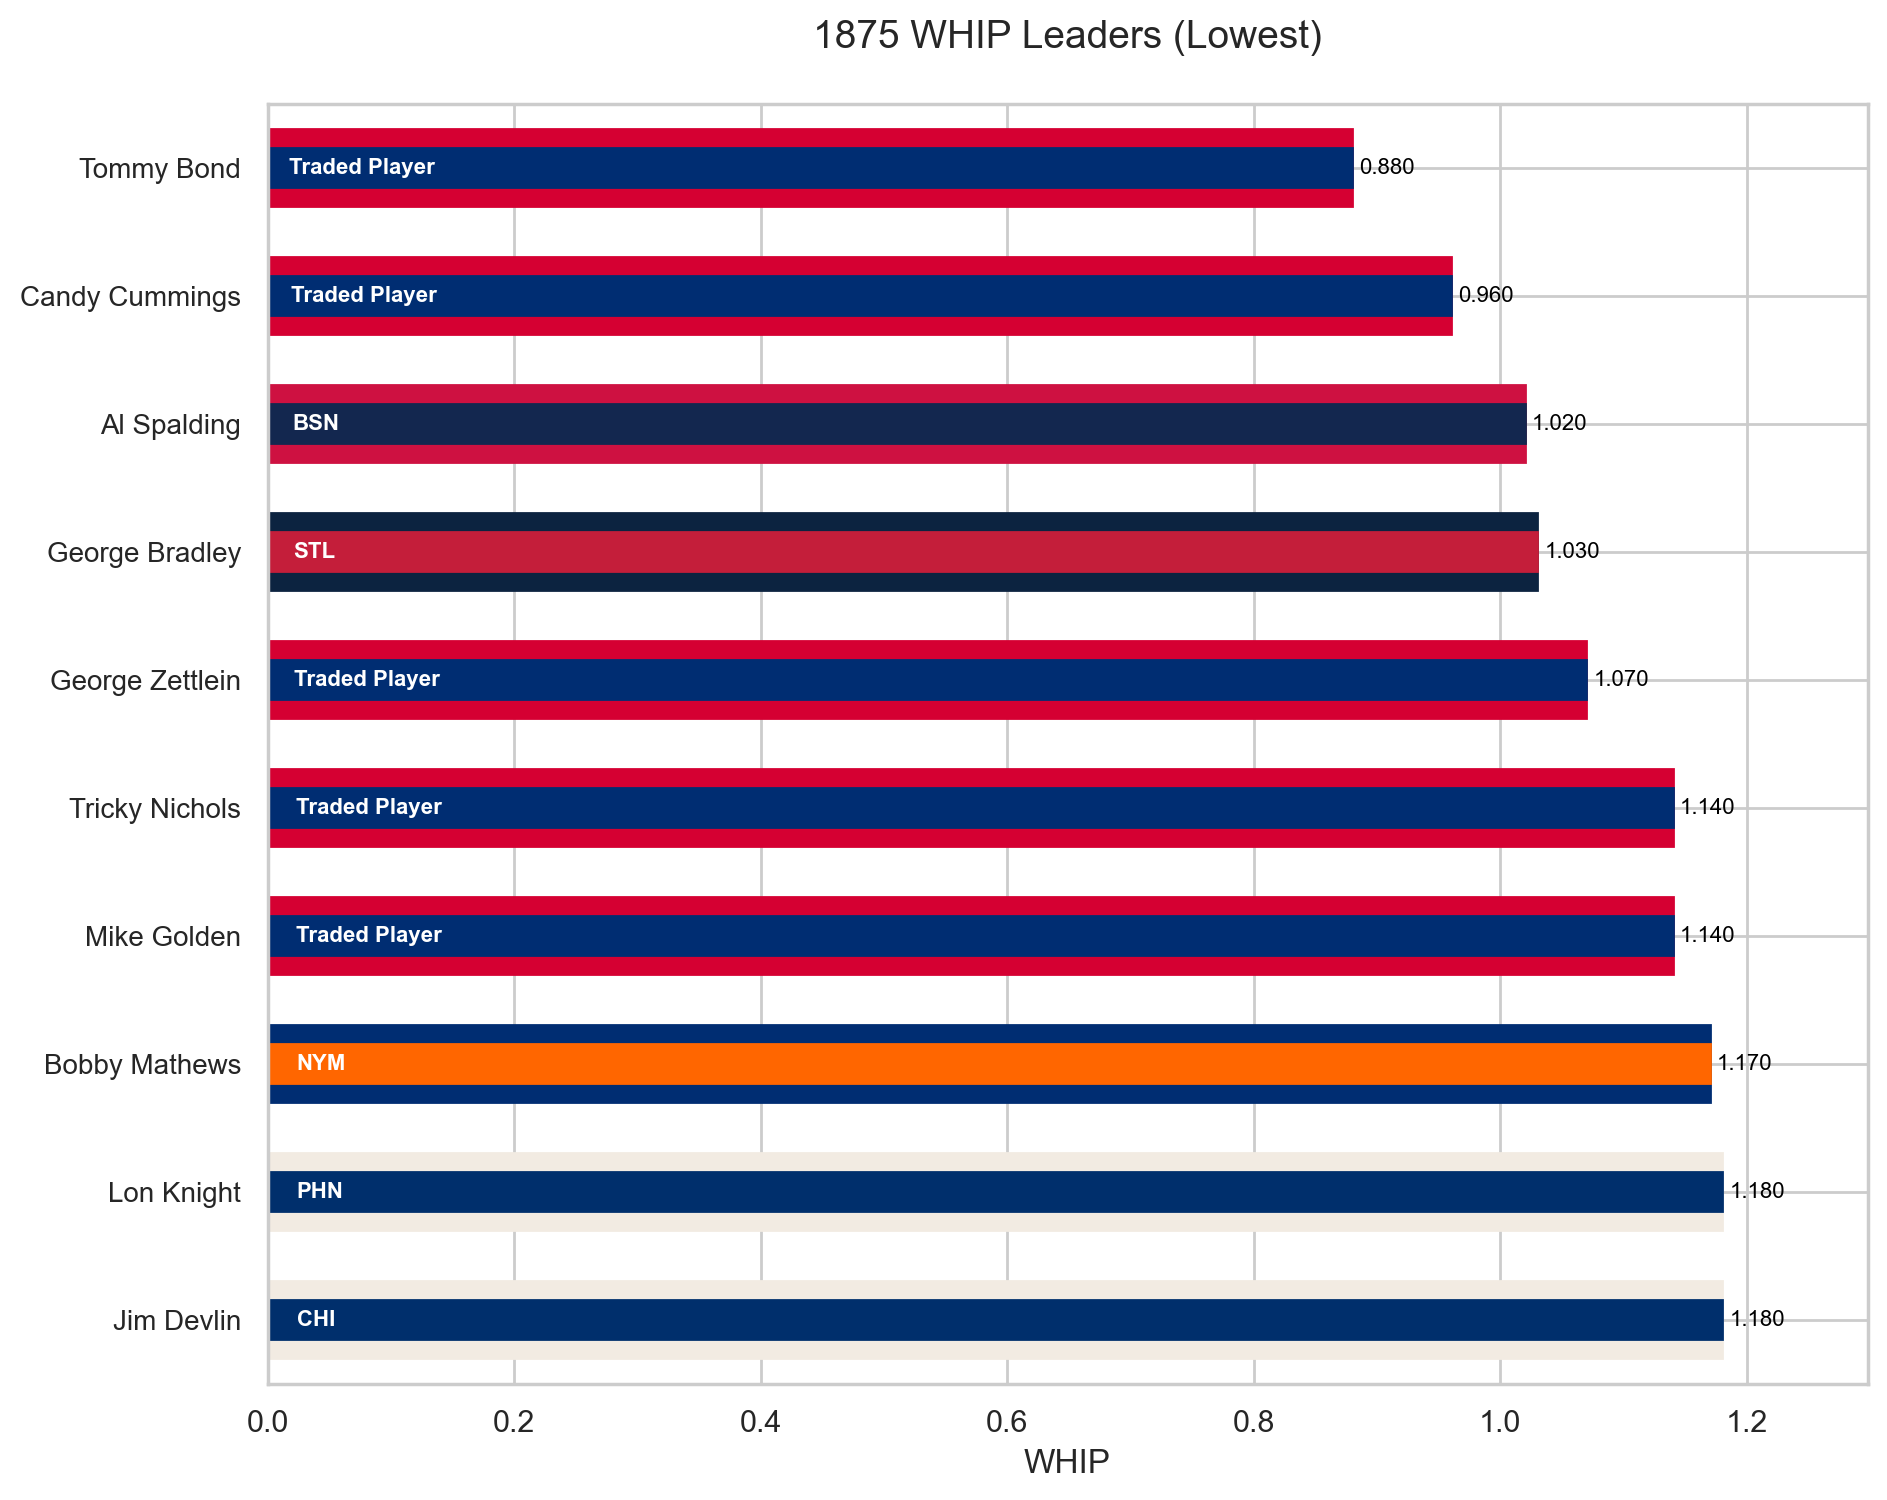 1875 WHIP Leaders (Lowest)
Tommy Bond
Traded Player
0.880
Candy Cummings
Traded Player
0.960
Al Spalding
BSN
1.020
George Bradley
STL
1.030
George Zettlein
Traded Player
1.070
Tricky Nichols
Traded Player
1.140
Mike Golden
Traded Player
1.140
Bobby Mathews
NYM
1.170
Lon Knight
PHN
1.180
Jim Devlin
CHI
1.180
0.0 0.2 0.4 0.6 0.8 1.0 1.2
WHIP